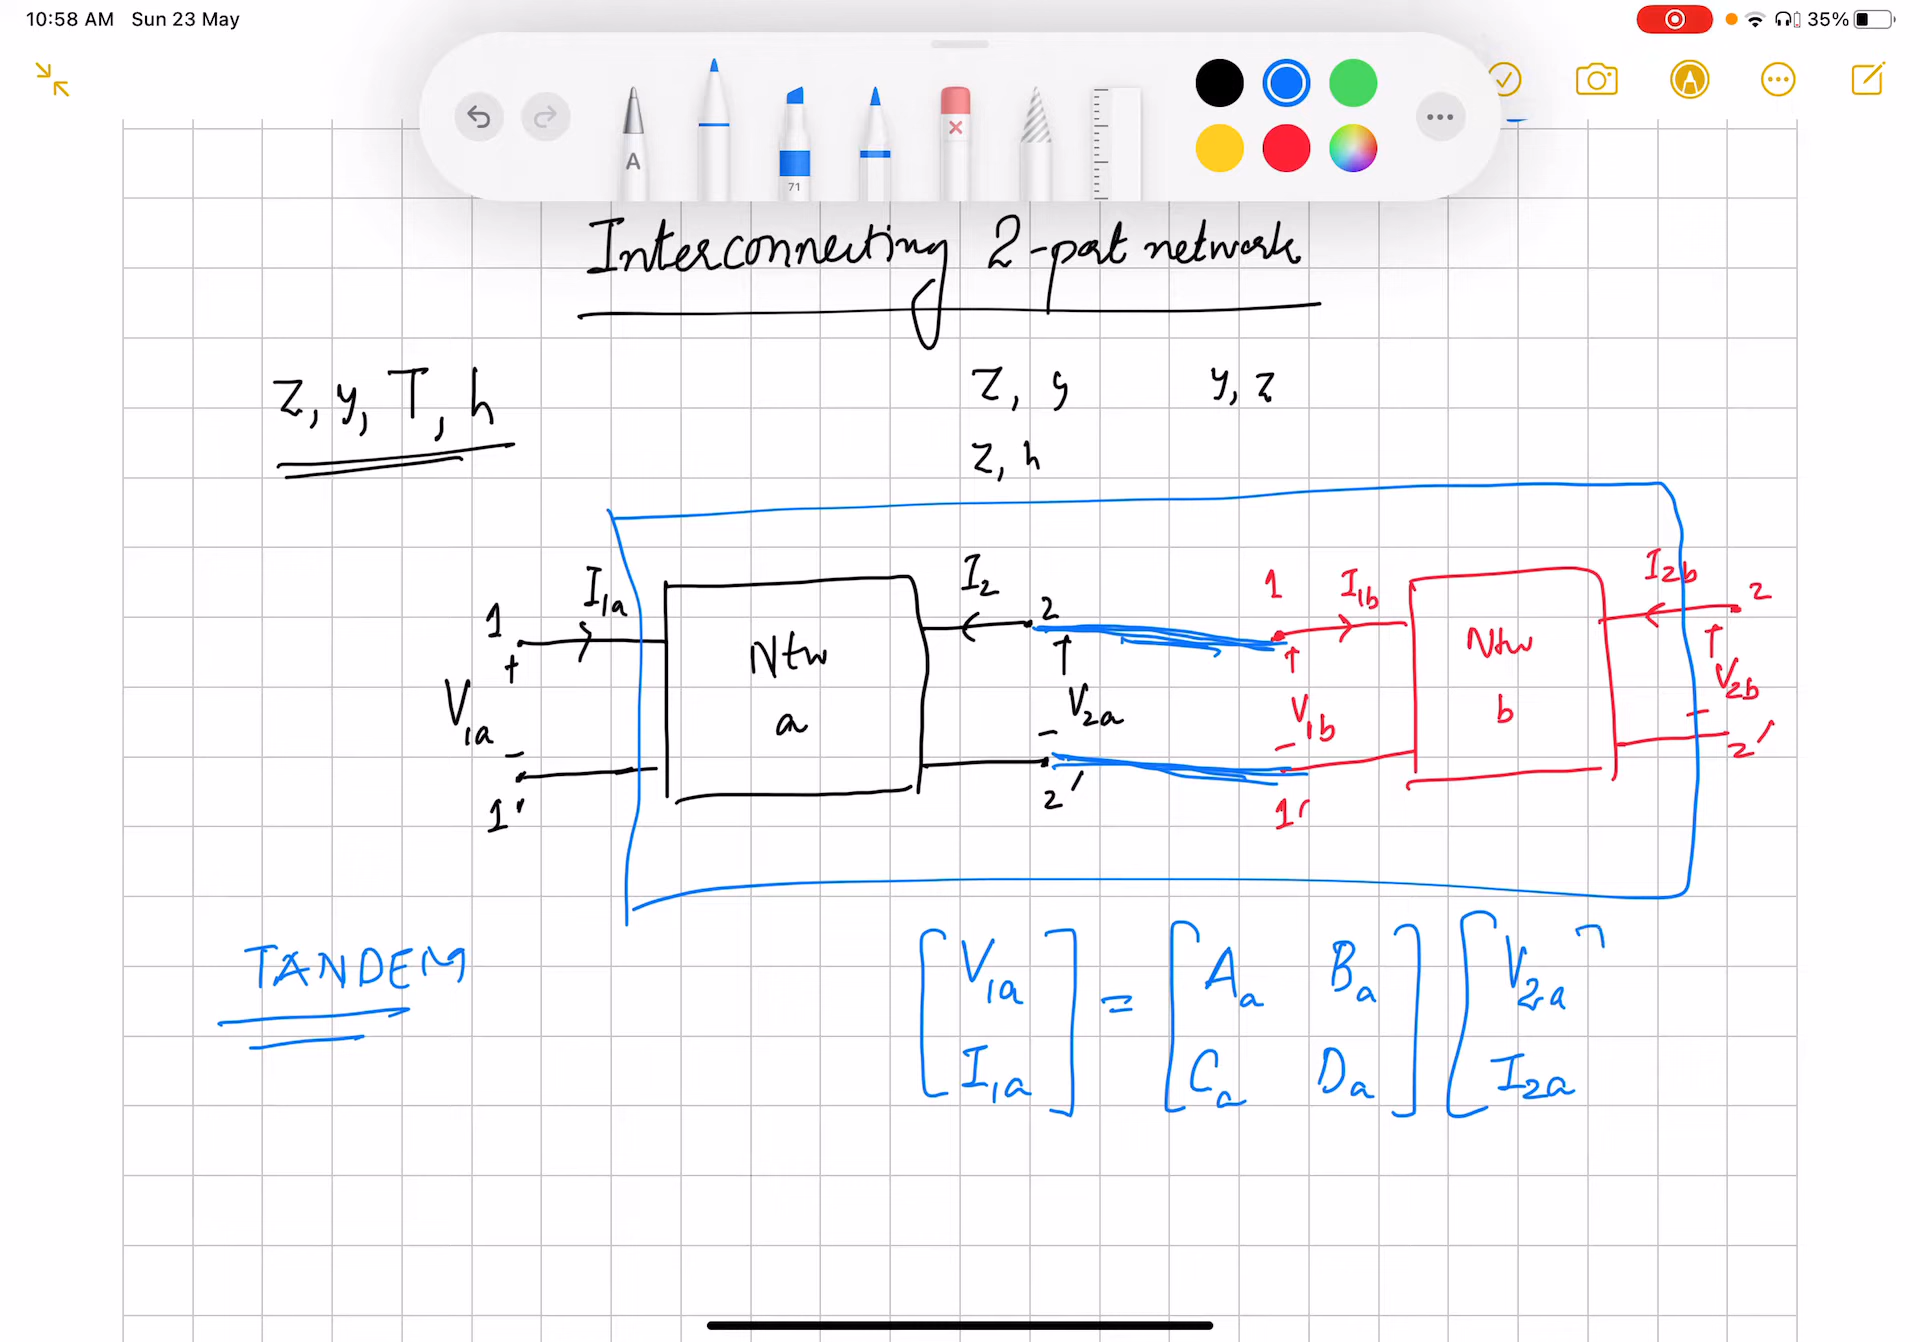 10:58 AM Sun 23 May
35%
A
71
Interconnecting 2-port network
Z, y, T, h
Z, y
y, z
Z, h
1
I1a
+
V1a
-
1'
Ntw
a
I2
2
V2a
-
2'
1
I1b
V1b
-
1'
Ntw
b
I2b
2
V2b
-
2'
TANDEM
[V1a] = [Aa Ba] [V2a]
[I1a] [Ca Da] [I2a